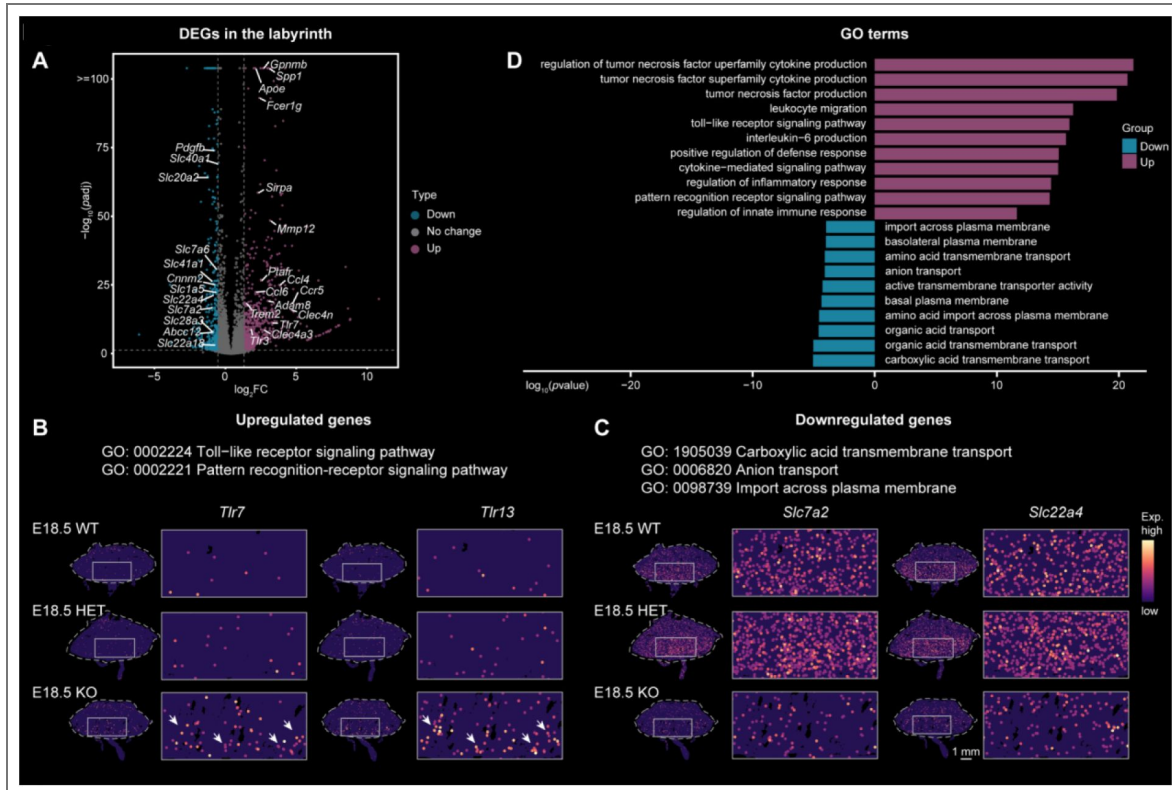 DEGs in the labyrinth
A
>=100
75
50
25
0
−log10(padj)
−5
0
5
10
log2FC
Gpnmb
Spp1
Apoe
Fcer1g
Pdgfb
Slc40a1
Slc20a2
Sirpa
Mmp12
Slc7a6
Slc41a1
Cnnm2
Slc1a5
Slc22a4
Slc7a2
Slc28a3
Abcc12
Slc22a18
Ptafr
Ccl4
Ccl6
Ccr5
Adam8
Trem2
Clec4n
Tlr7
Tlr3
Clec4a3
Type
Down
No change
Up
GO terms
D
regulation of tumor necrosis factor uperfamily cytokine production
tumor necrosis factor superfamily cytokine production
tumor necrosis factor production
leukocyte migration
toll−like receptor signaling pathway
interleukin−6 production
positive regulation of defense response
cytokine−mediated signaling pathway
regulation of inflammatory response
pattern recognition receptor signaling pathway
regulation of innate immune response
import across plasma membrane
basolateral plasma membrane
amino acid transmembrane transport
anion transport
active transmembrane transporter activity
basal plasma membrane
amino acid import across plasma membrane
organic acid transport
organic acid transmembrane transport
carboxylic acid transmembrane transport
Group
Down
Up
log10(pvalue)
−20
−10
0
10
20
Upregulated genes
B
GO: 0002224 Toll−like receptor signaling pathway
GO: 0002221 Pattern recognition-receptor signaling pathway
Tlr7
Tlr13
E18.5 WT
E18.5 HET
E18.5 KO
Downregulated genes
C
GO: 1905039 Carboxylic acid transmembrane transport
GO: 0006820 Anion transport
GO: 0098739 Import across plasma membrane
Slc7a2
Slc22a4
E18.5 WT
E18.5 HET
E18.5 KO
Exp.
high
low
1 mm